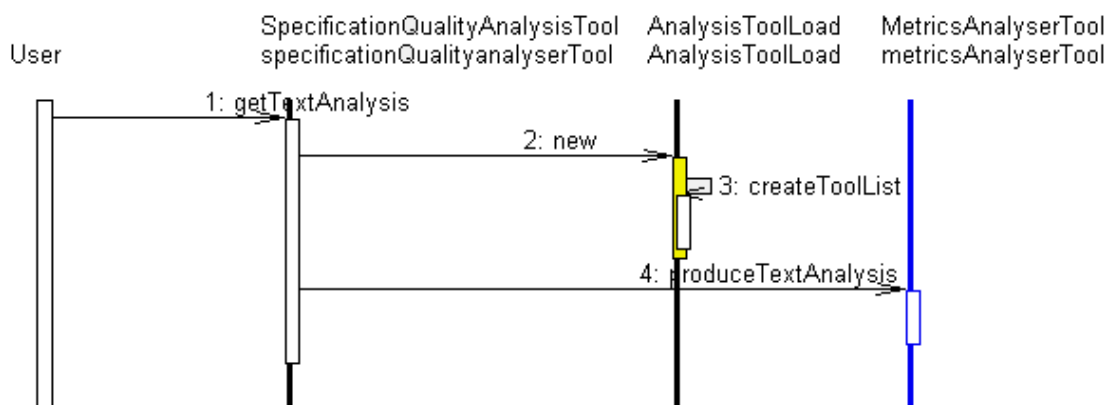 SpecificationQualityAnalysisTool AnalysisToolLoad MetricsAnalyserTool
User specificationQualityanalyserTool AnalysisToolLoad metricsAnalyserTool
1: getTextAnalysis
2: new
3: createToolList
4: produceTextAnalysis